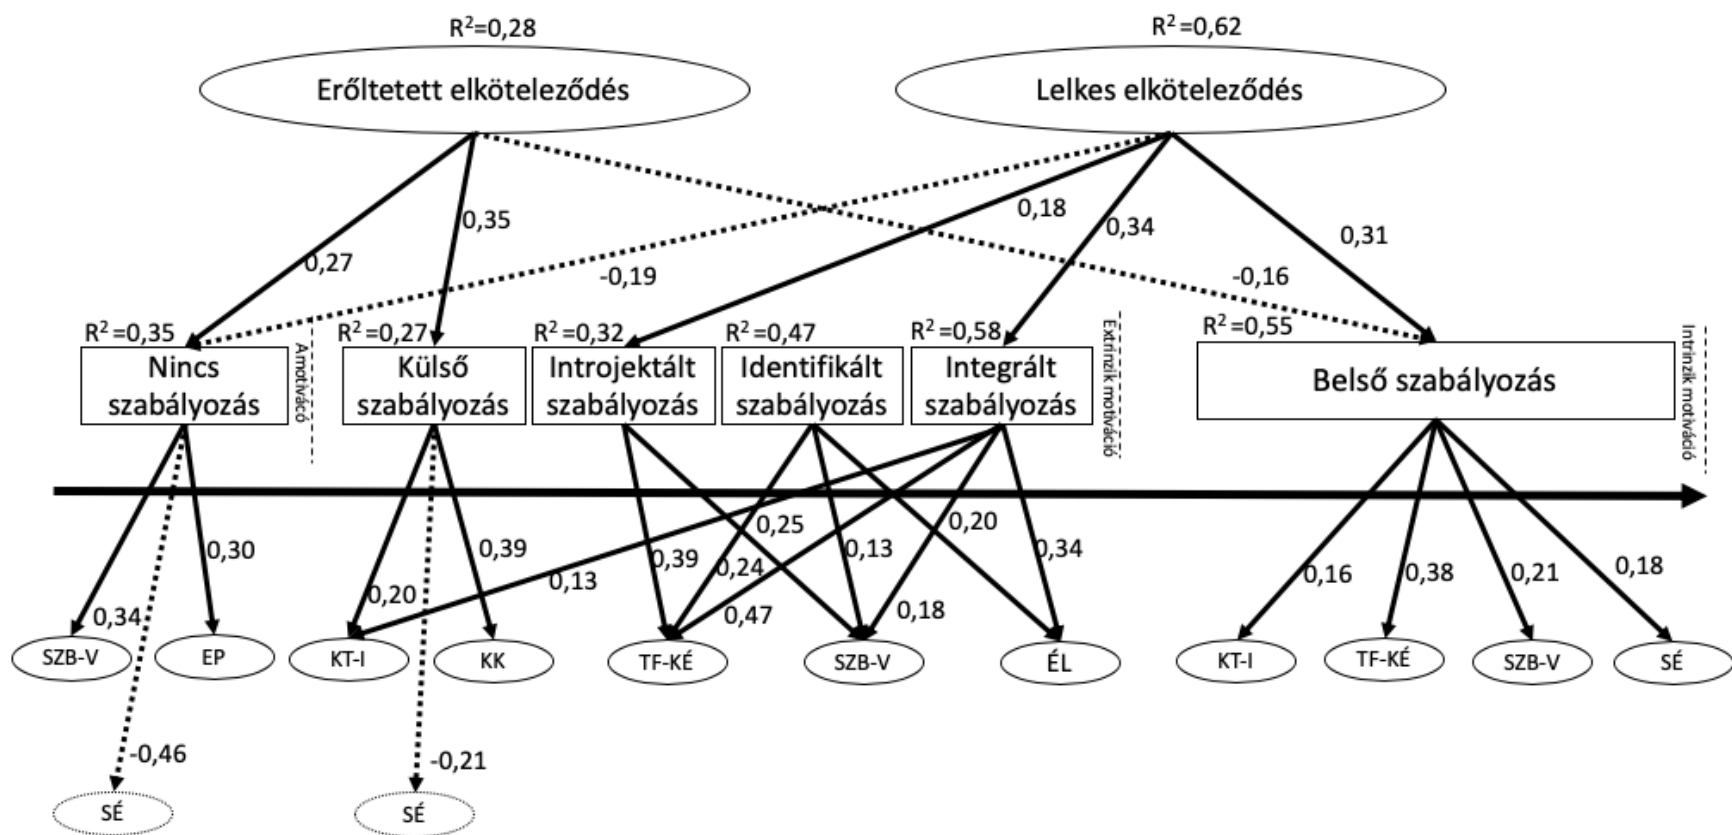 R²=0,28
R²=0,62
Erőltetett elköteleződés
Lelkes elköteleződés
0,27
0,35
-0,19
0,18
0,34
-0,16
0,31
R²=0,35
R²=0,27
R²=0,32
R²=0,47
R²=0,58
R²=0,55
Nincs
szabályozás
Amotiváció
Külső
szabályozás
Introjektált
szabályozás
Identifikált
szabályozás
Integrált
szabályozás
Extrinzik motiváció
Belső szabályozás
Intrinzik motiváció
0,34
0,30
0,20
0,39
0,13
0,39
0,25
0,24
0,47
0,13
0,18
0,20
0,34
0,16
0,38
0,21
0,18
SZB-V
EP
KT-I
KK
TF-KÉ
SZB-V
ÉL
KT-I
TF-KÉ
SZB-V
SÉ
-0,46
-0,21
SÉ
SÉ